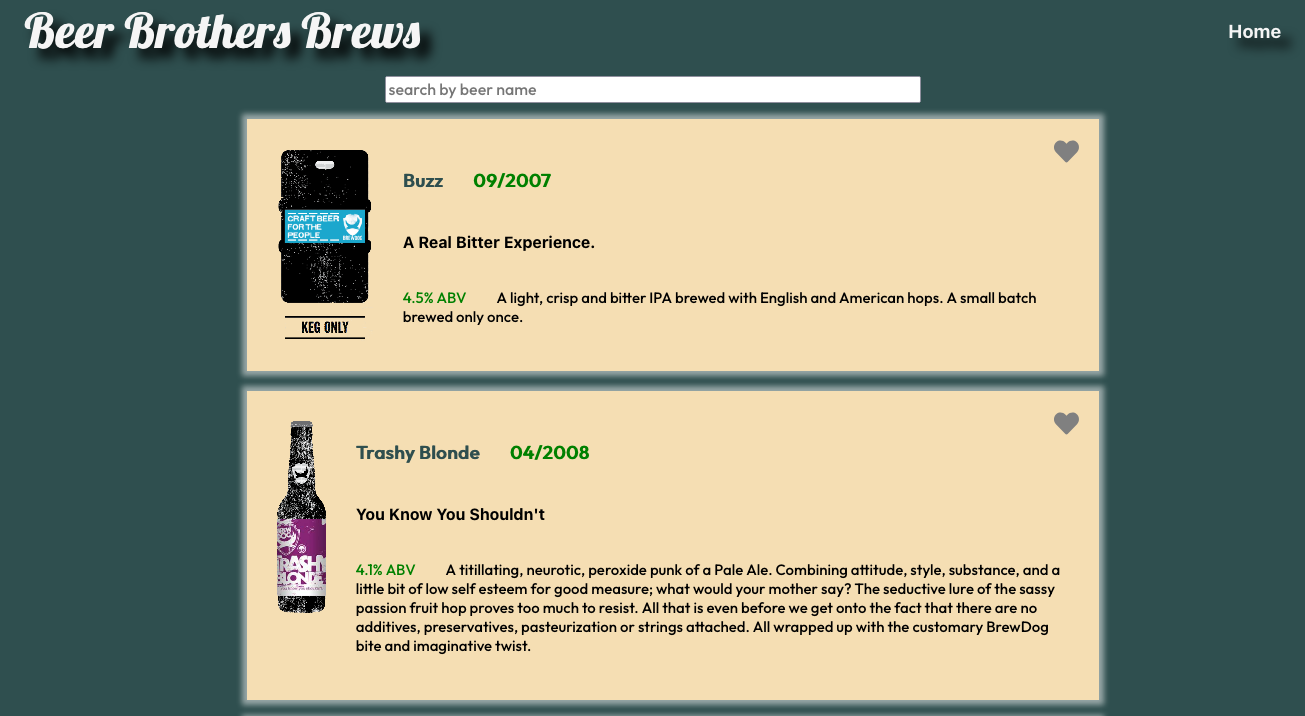 Beer Brothers Brews
Home
search by beer name
CRAFT BEER
FOR THE
PEOPLE
KEG ONLY
Buzz 09/2007
A Real Bitter Experience.
4.5% ABV A light, crisp and bitter IPA brewed with English and American hops. A small batch
brewed only once.
TRASHY
BLONDE
Trashy Blonde 04/2008
You Know You Shouldn't
4.1% ABV A titillating, neurotic, peroxide punk of a Pale Ale. Combining attitude, style, substance, and a
little bit of low self esteem for good measure; what would your mother say? The seductive lure of the sassy
passion fruit hop proves too much to resist. All that is even before we get onto the fact that there are no
additives, preservatives, pasteurization or strings attached. All wrapped up with the customary BrewDog
bite and imaginative twist.